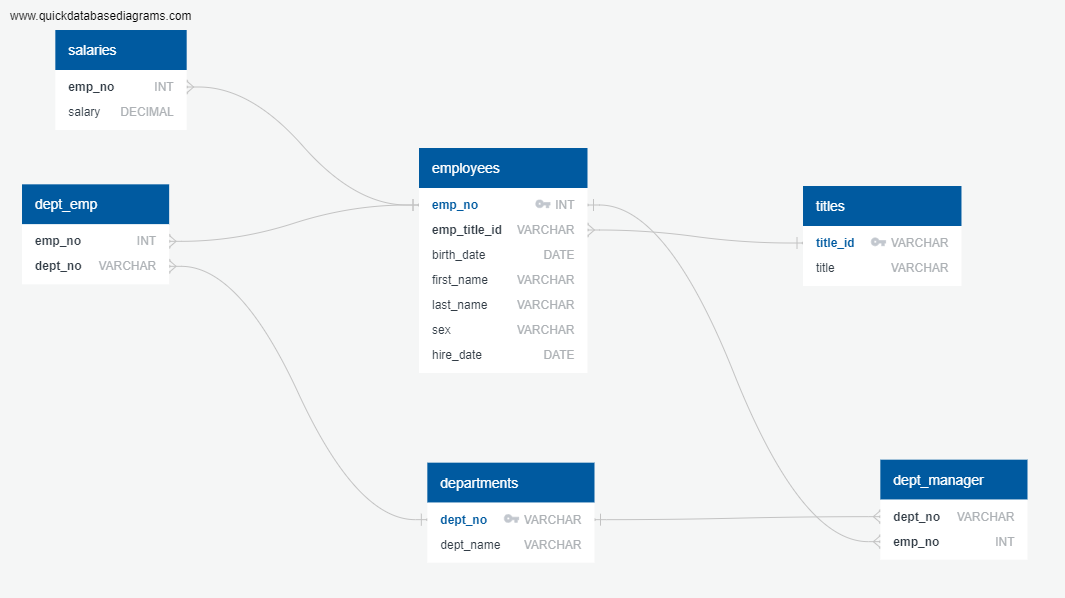 www.quickdatabasediagrams.com
salaries
emp_no INT
salary DECIMAL
dept_emp
emp_no INT
dept_no VARCHAR
employees
emp_no INT
emp_title_id VARCHAR
birth_date DATE
first_name VARCHAR
last_name VARCHAR
sex VARCHAR
hire_date DATE
titles
title_id VARCHAR
title VARCHAR
departments
dept_no VARCHAR
dept_name VARCHAR
dept_manager
dept_no VARCHAR
emp_no INT